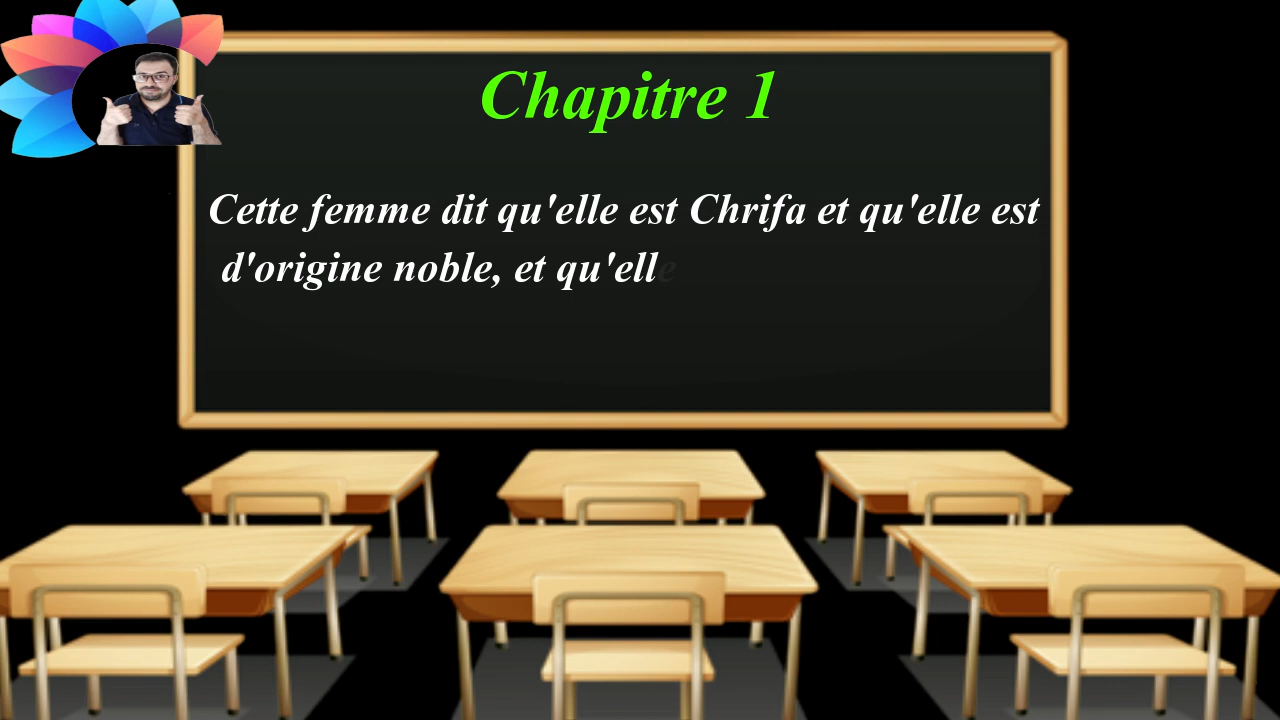 Chapitre 1
Cette femme dit qu'elle est Chrifa et qu'elle est
d'origine noble, et qu'elle